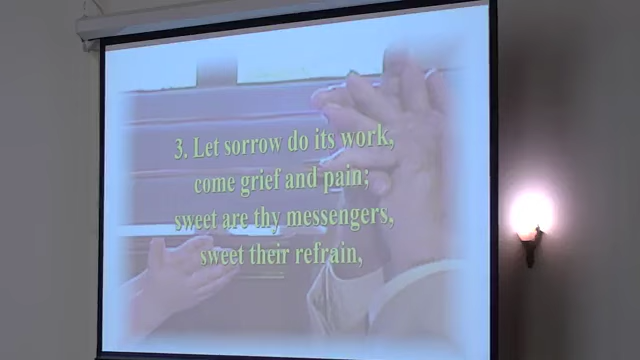 3. Let sorrow do its work,
come grief and pain;
sweet are thy messengers,
sweet their refrain,